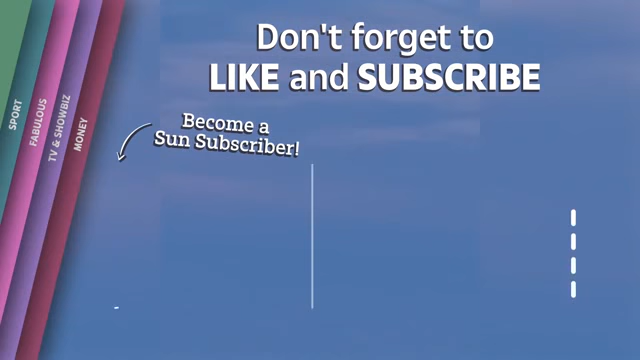 Don't forget to
LIKE and SUBSCRIBE
Become a
Sun Subscriber!
SPORT
FABULOUS
TV & SHOWBIZ
MONEY